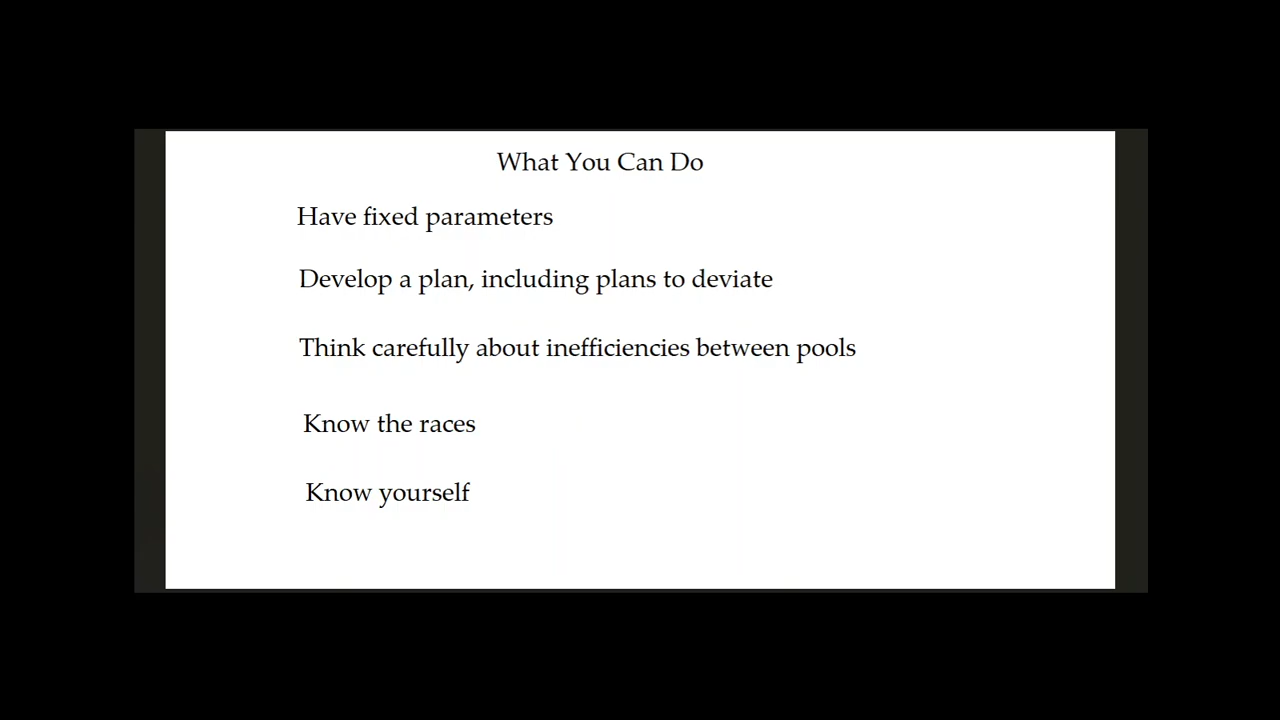 What You Can Do
Have fixed parameters
Develop a plan, including plans to deviate
Think carefully about inefficiencies between pools
Know the races
Know yourself